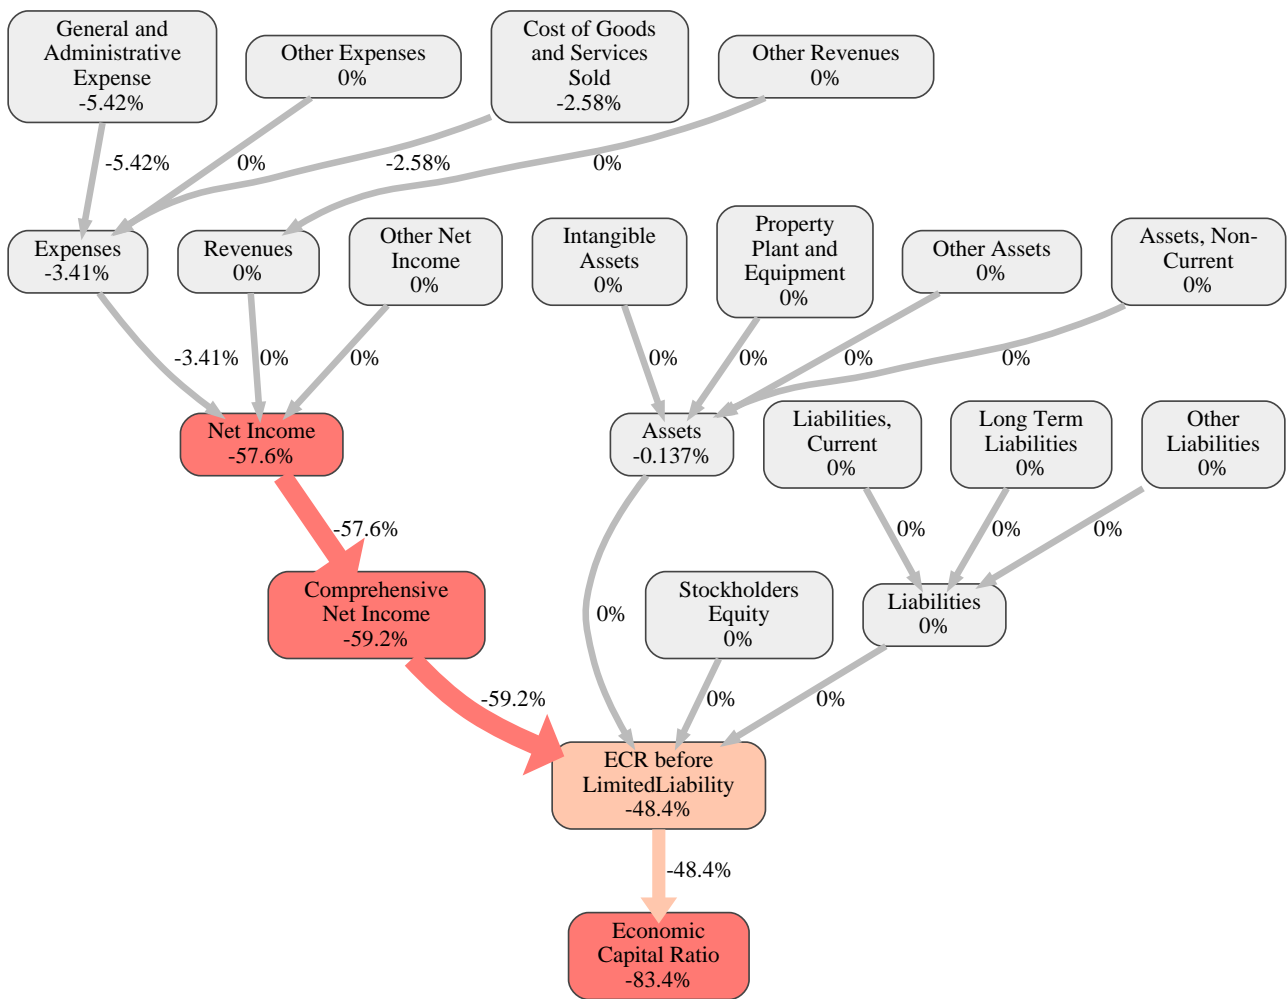 General and
Administrative
Expense
-5.42%
Other Expenses
0%
Cost of Goods
and Services
Sold
-2.58%
Other Revenues
0%
-5.42%
0%
-2.58%
0%
Expenses
-3.41%
Revenues
0%
Other Net
Income
0%
Intangible
Assets
0%
Property
Plant and
Equipment
0%
Other Assets
0%
Assets, Non-
Current
0%
-3.41%
0%
0%
0%
0%
0%
0%
Net Income
-57.6%
Assets
-0.137%
Liabilities,
Current
0%
Long Term
Liabilities
0%
Other
Liabilities
0%
-57.6%
0%
0%
0%
Comprehensive
Net Income
-59.2%
0%
Stockholders
Equity
0%
Liabilities
0%
-59.2%
0%
0%
ECR before
LimitedLiability
-48.4%
-48.4%
Economic
Capital Ratio
-83.4%